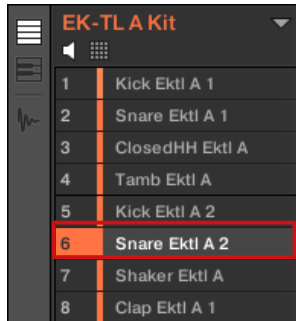 EK-TL A Kit
1 Kick Ektl A 1
2 Snare Ektl A 1
3 ClosedHH Ektl A
4 Tamb Ektl A
5 Kick Ektl A 2
6 Snare Ektl A 2
7 Shaker Ektl A
8 Clap Ektl A 1